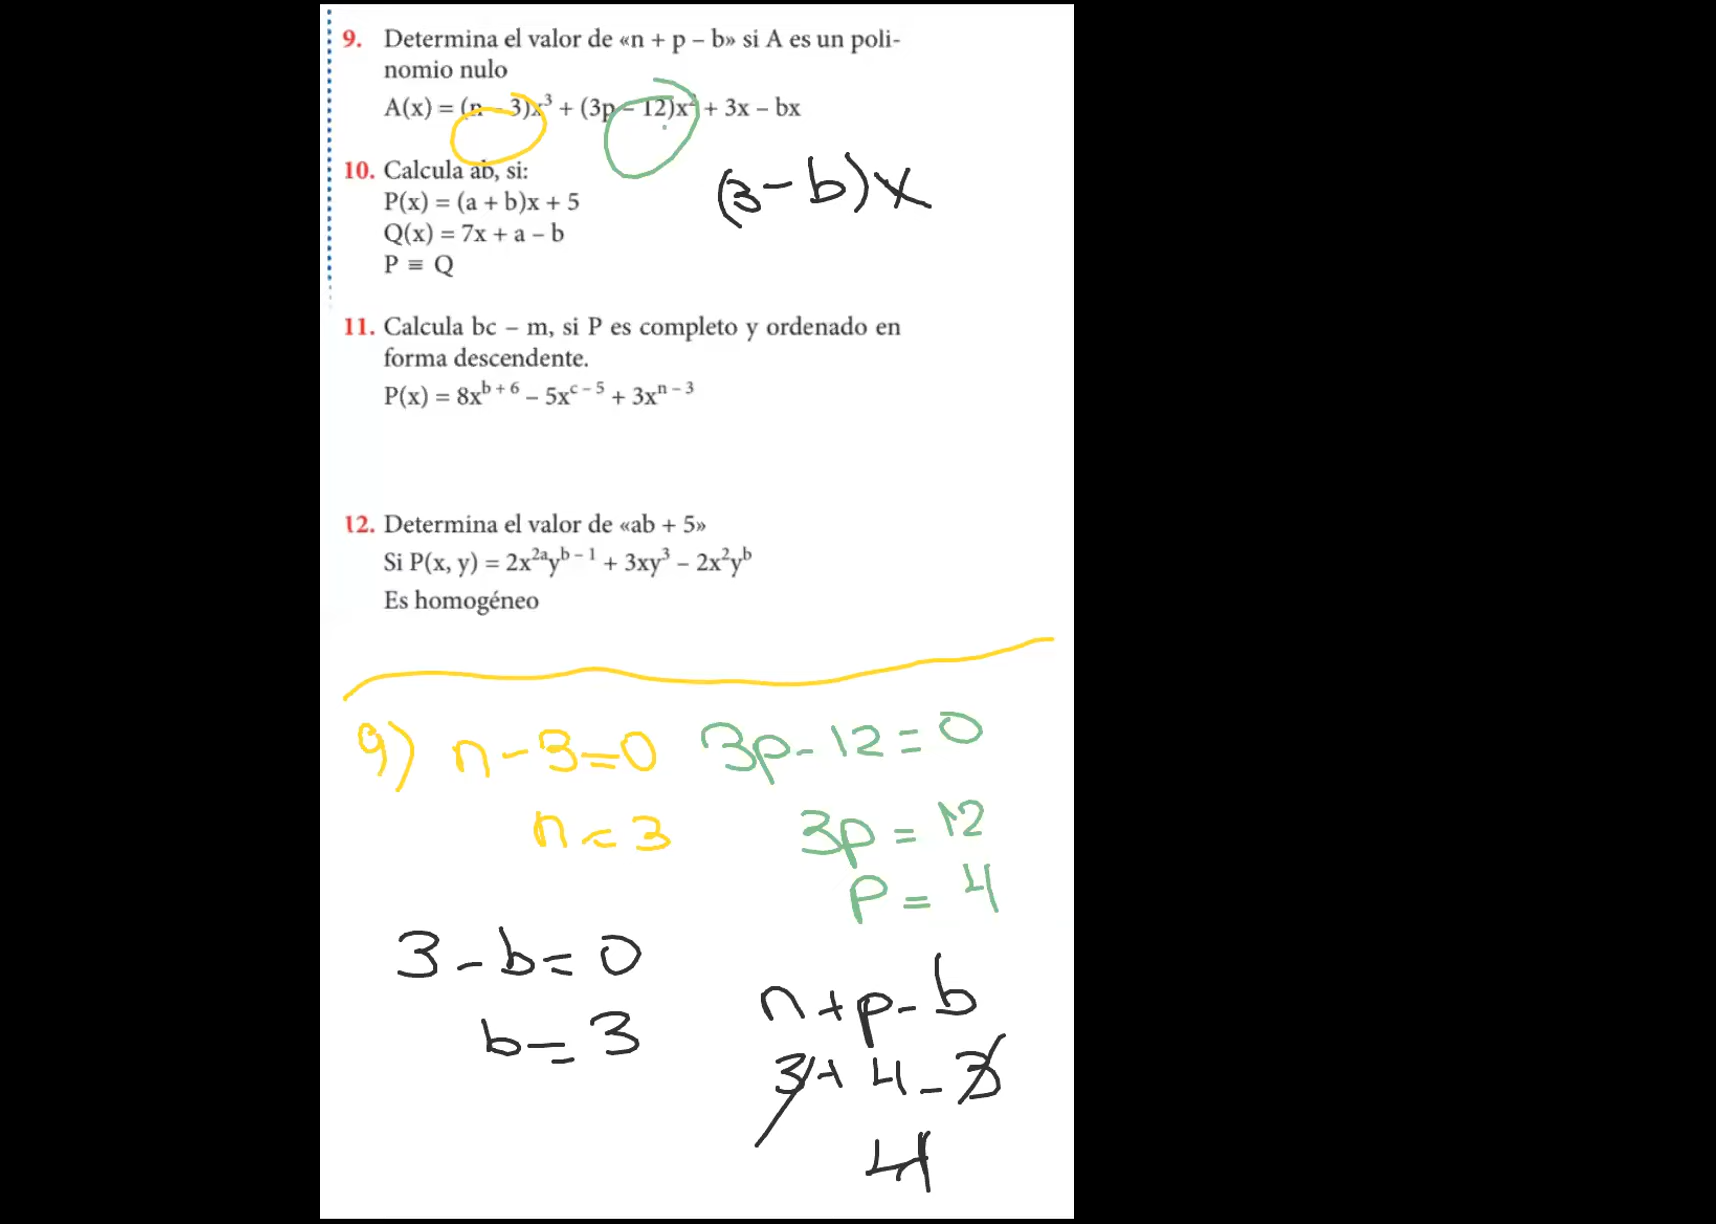 9. Determina el valor de «n + p – b» si A es un poli-
nomio nulo
A(x) = (n – 3)x³ + (3p – 12)x² + 3x – bx
10. Calcula ab, si:
P(x) = (a + b)x + 5
(3 - b)x
Q(x) = 7x + a – b
P ≡ Q
11. Calcula bc – m, si P es completo y ordenado en
forma descendente.
P(x) = 8x^(b + 6) – 5x^(c – 5) + 3x^(n – 3)
12. Determina el valor de «ab + 5»
Si P(x, y) = 2x^(2a)y^(b – 1) + 3xy³ – 2x²y^b
Es homogéneo
9) n - 3 = 0 3p - 12 = 0
n = 3 3p = 12
P = 4
3 - b = 0
n + p - b
b = 3
3 + 4 - 3
4